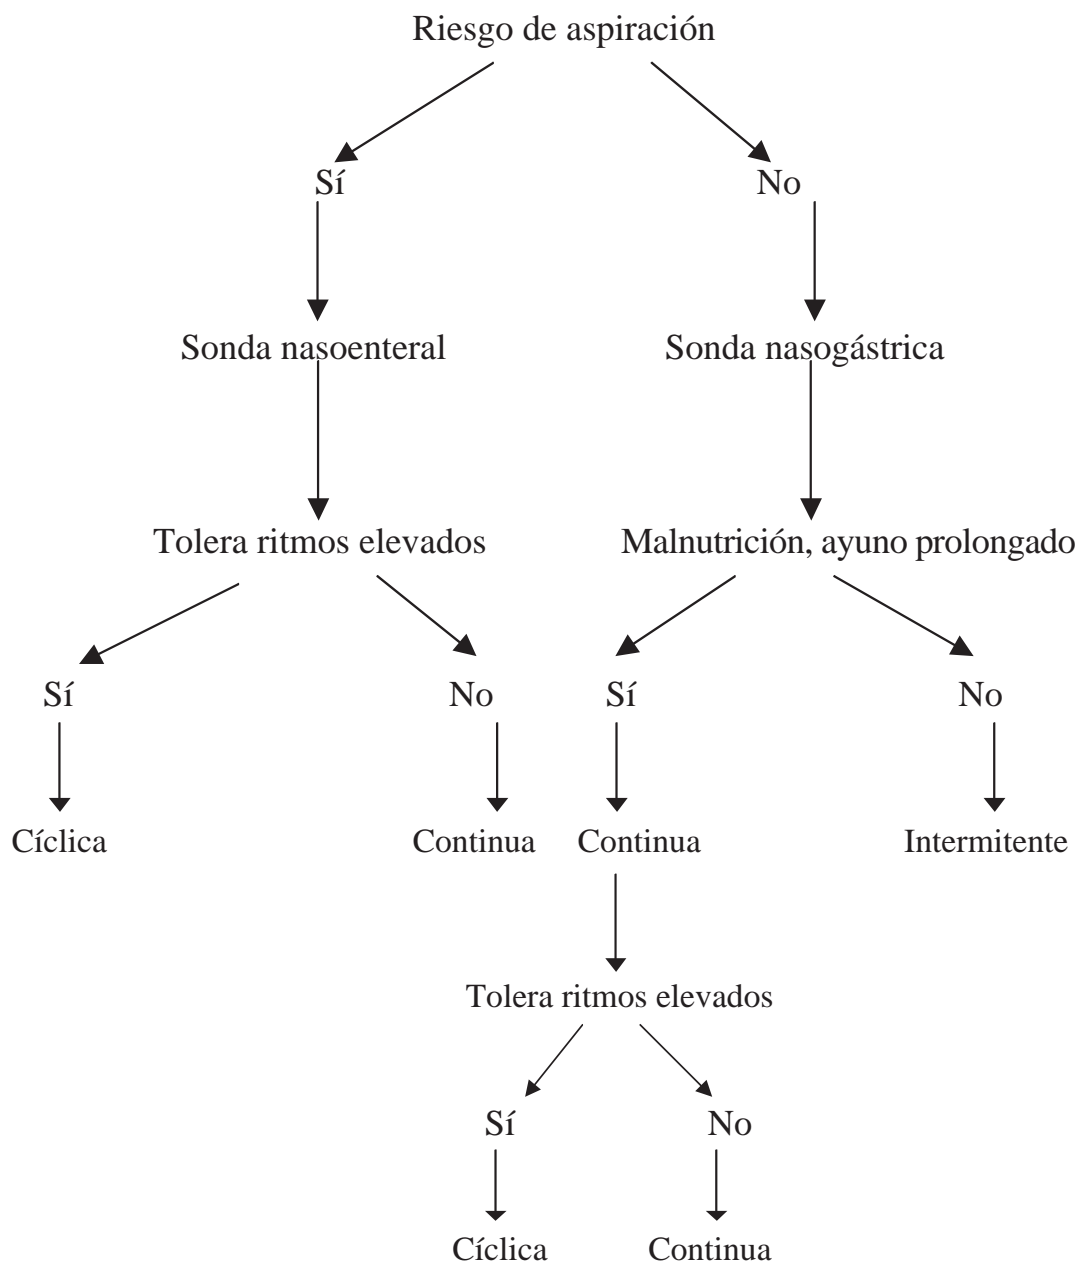 Riesgo de aspiración
Sí No
Sonda nasoenteral Sonda nasogástrica
Tolera ritmos elevados Malnutrición, ayuno prolongado
Sí No Sí No
Cíclica Continua Continua Intermitente
Tolera ritmos elevados
Sí No
Cíclica Continua